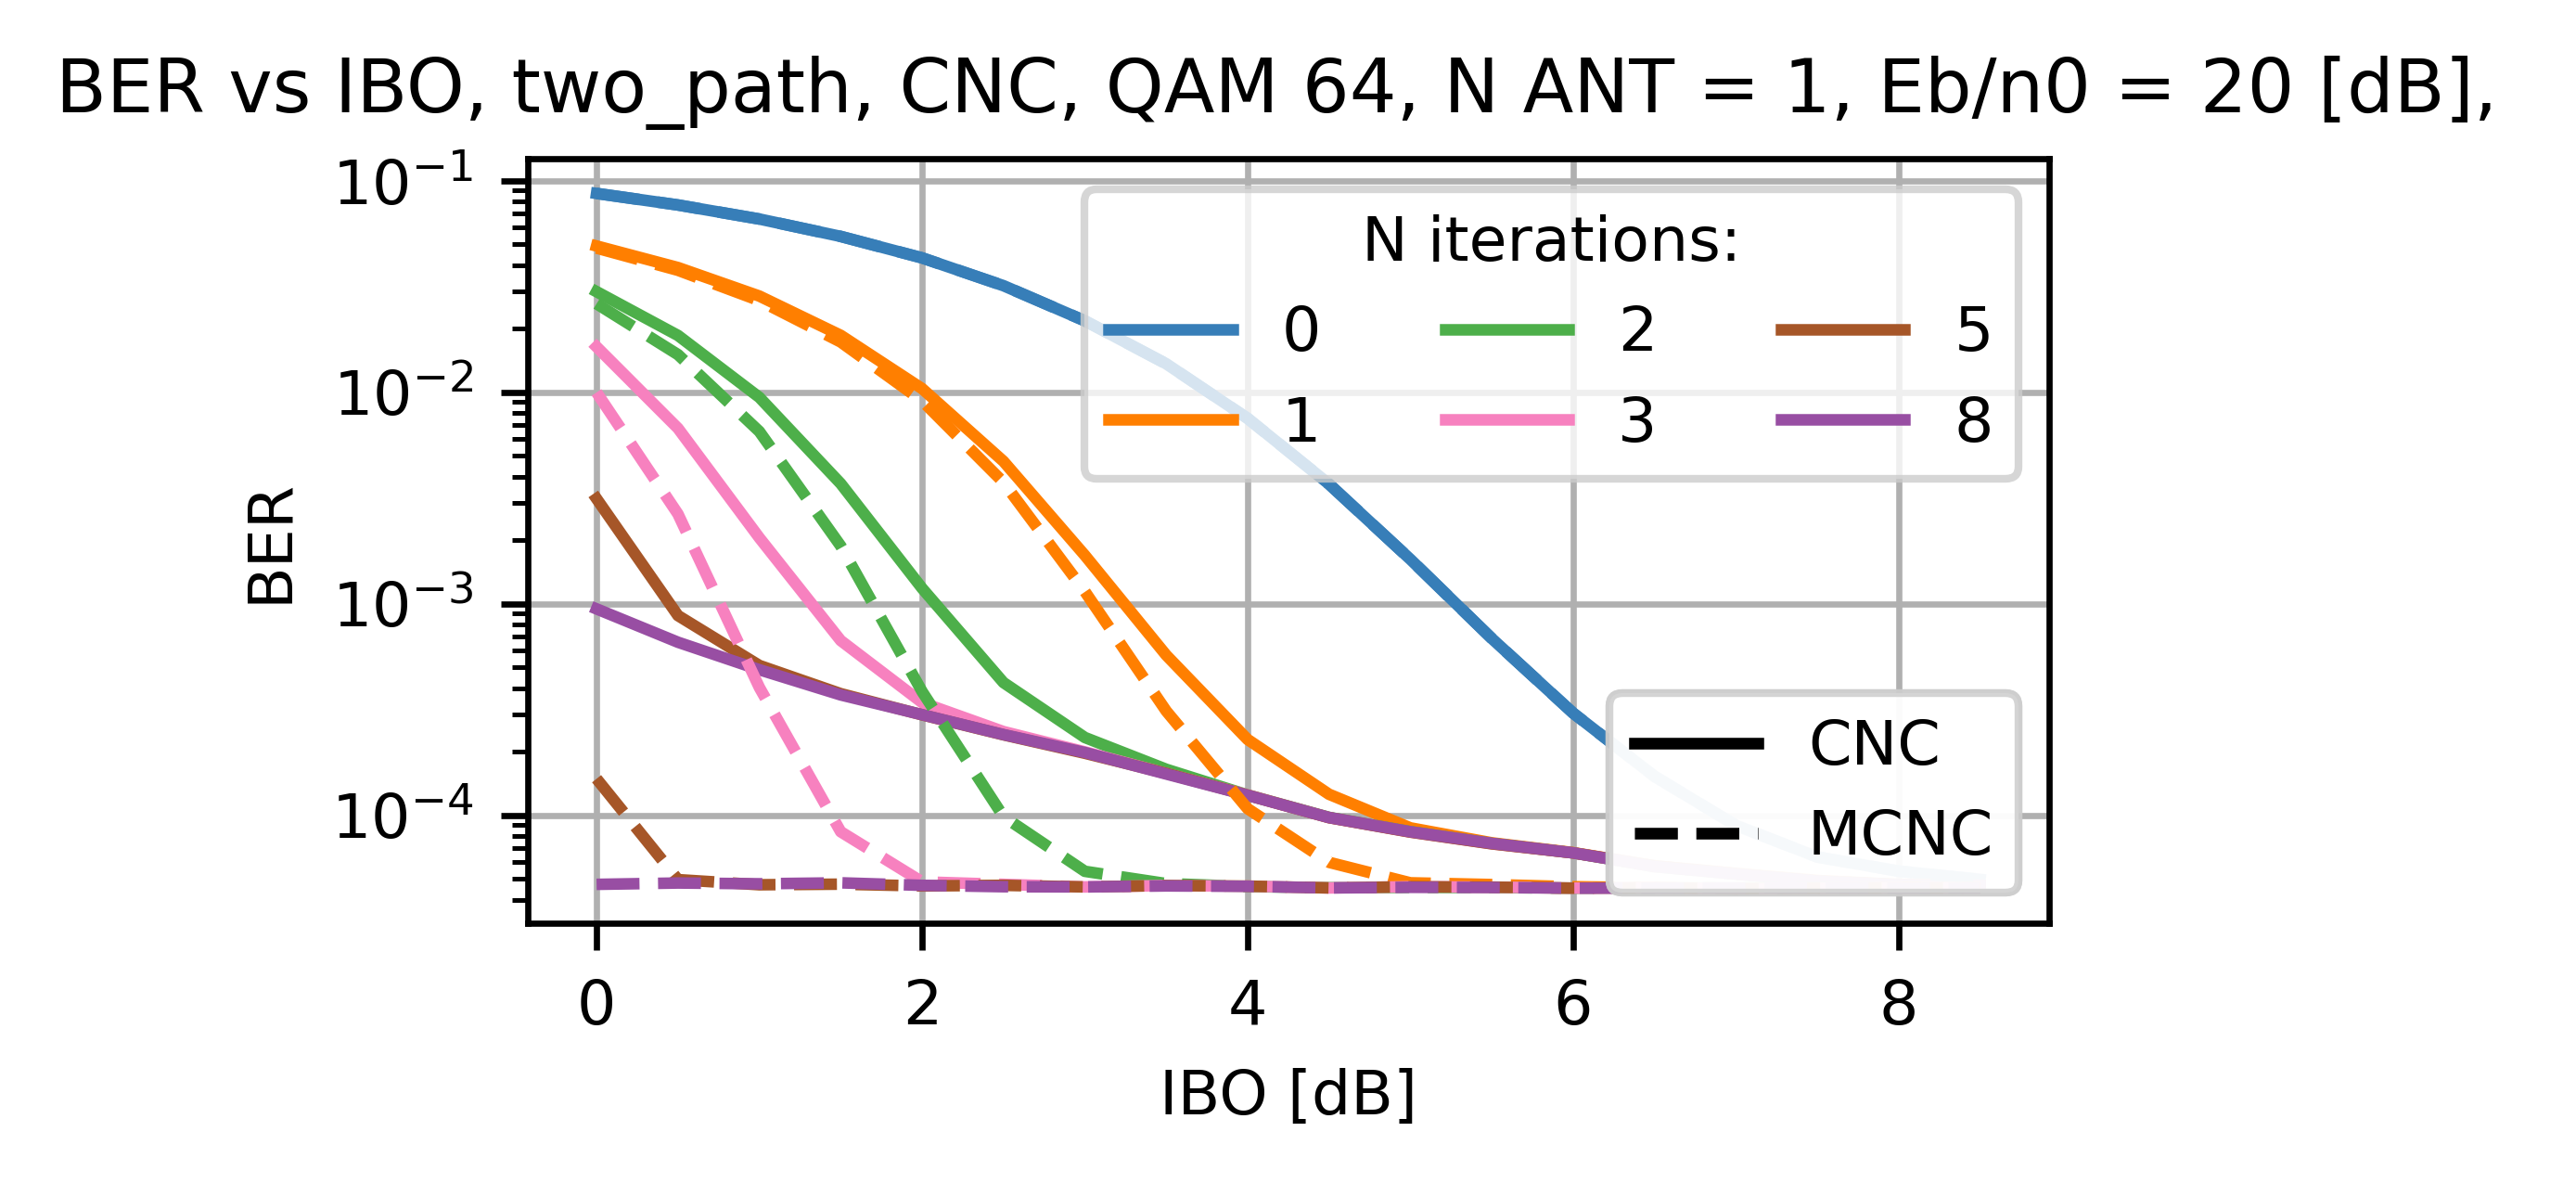 BER vs IBO, two_path, CNC, QAM 64, N ANT = 1, Eb/n0 = 20 [dB],
10⁻¹
10⁻²
10⁻³
10⁻⁴
BER
N iterations:
0 2 5
1 3 8
CNC
MCNC
0 2 4 6 8
IBO [dB]